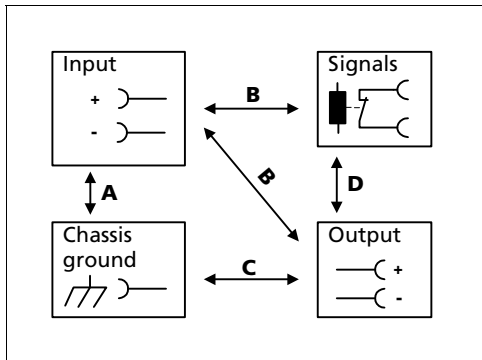 Input
+
-
B
Signals
A
B
D
Chassis
ground
C
Output
+
-